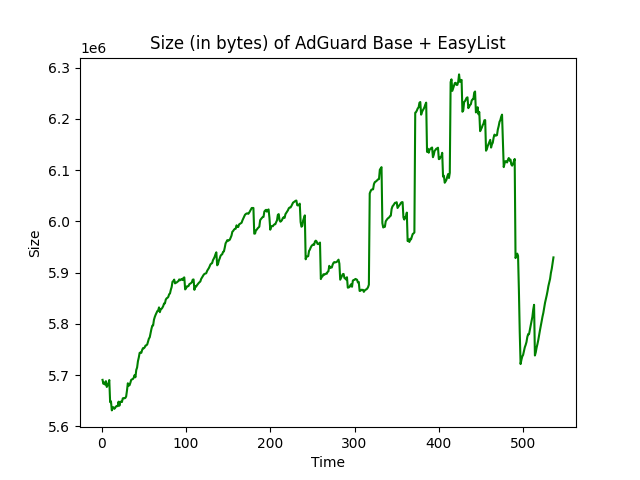 Size (in bytes) of AdGuard Base + EasyList
1e6
6.3
6.2
6.1
6.0
5.9
5.8
5.7
5.6
Size
0 100 200 300 400 500
Time